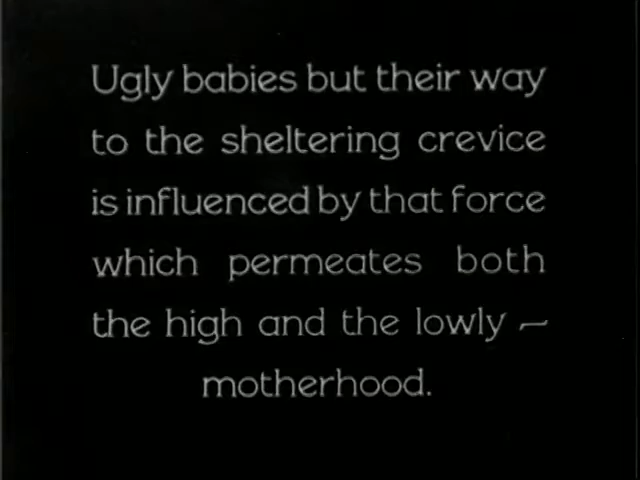 Ugly babies but their way
to the sheltering crevice
is influenced by that force
which permeates both
the high and the lowly —
motherhood.